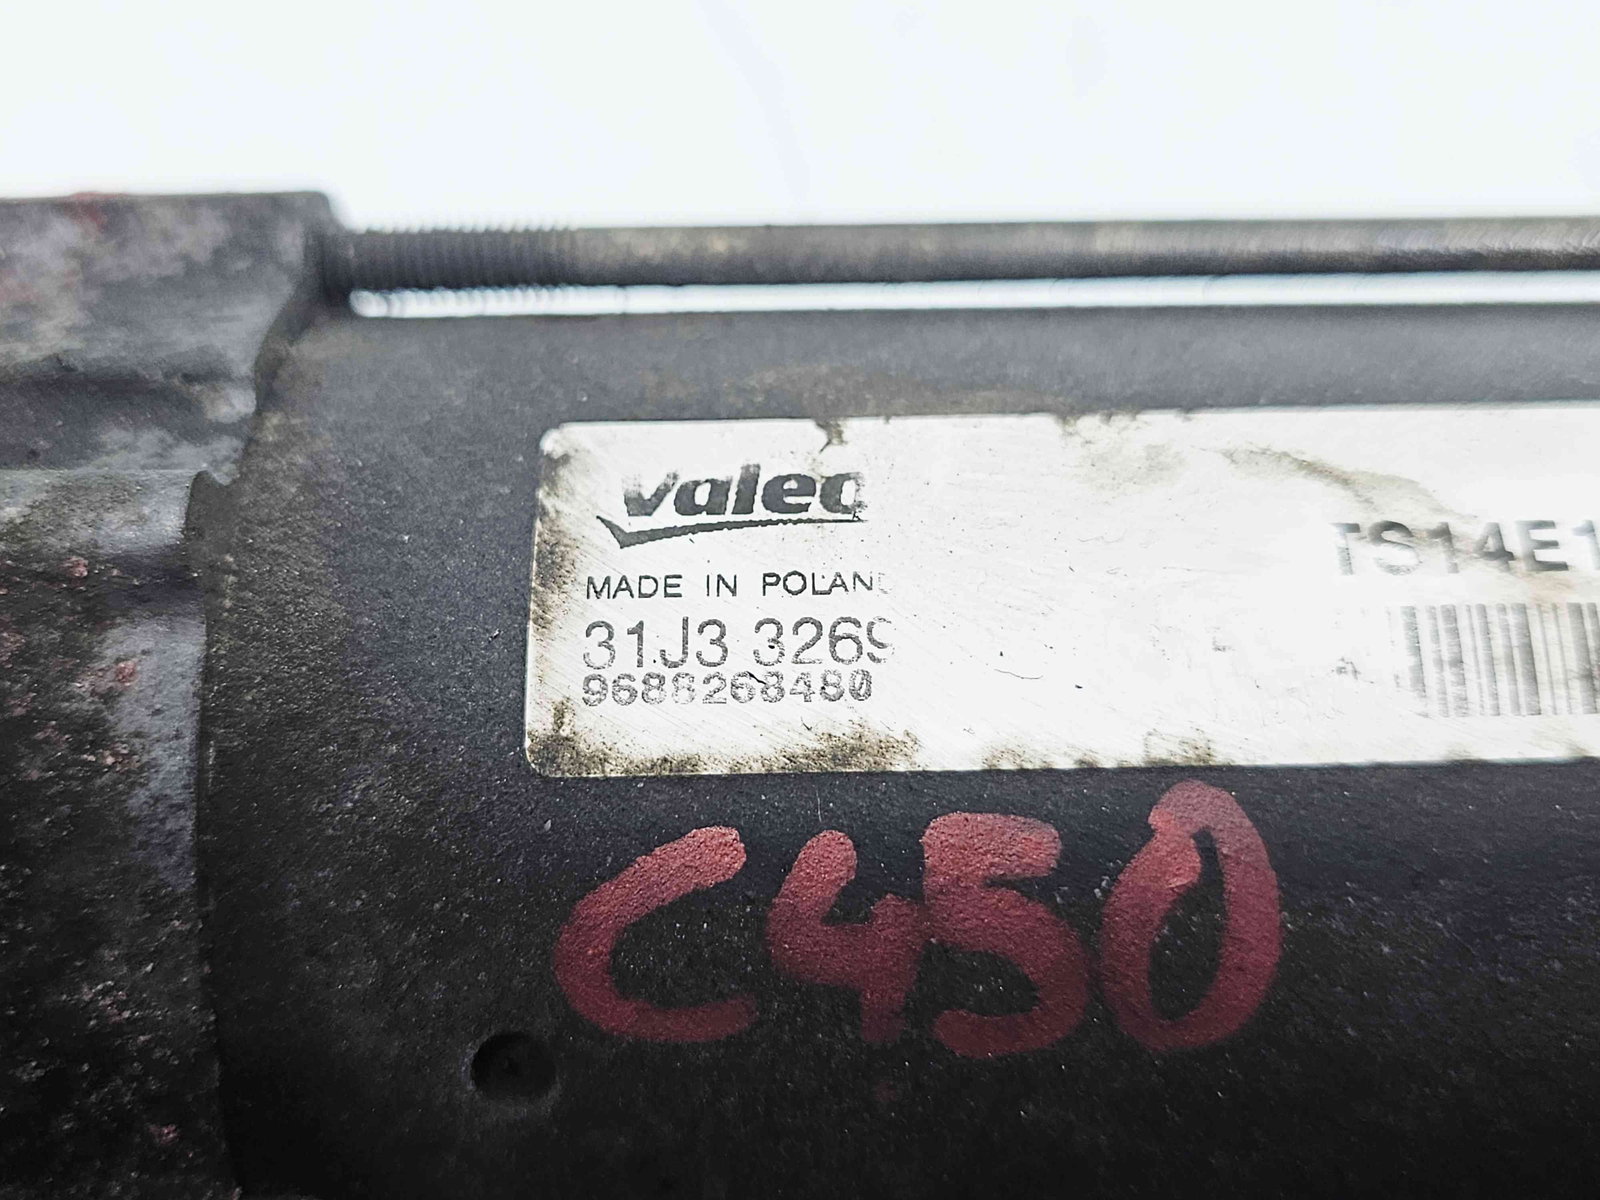 valeo
MADE IN POLAND
31J3 3269
9688268480
TS14E1
C450